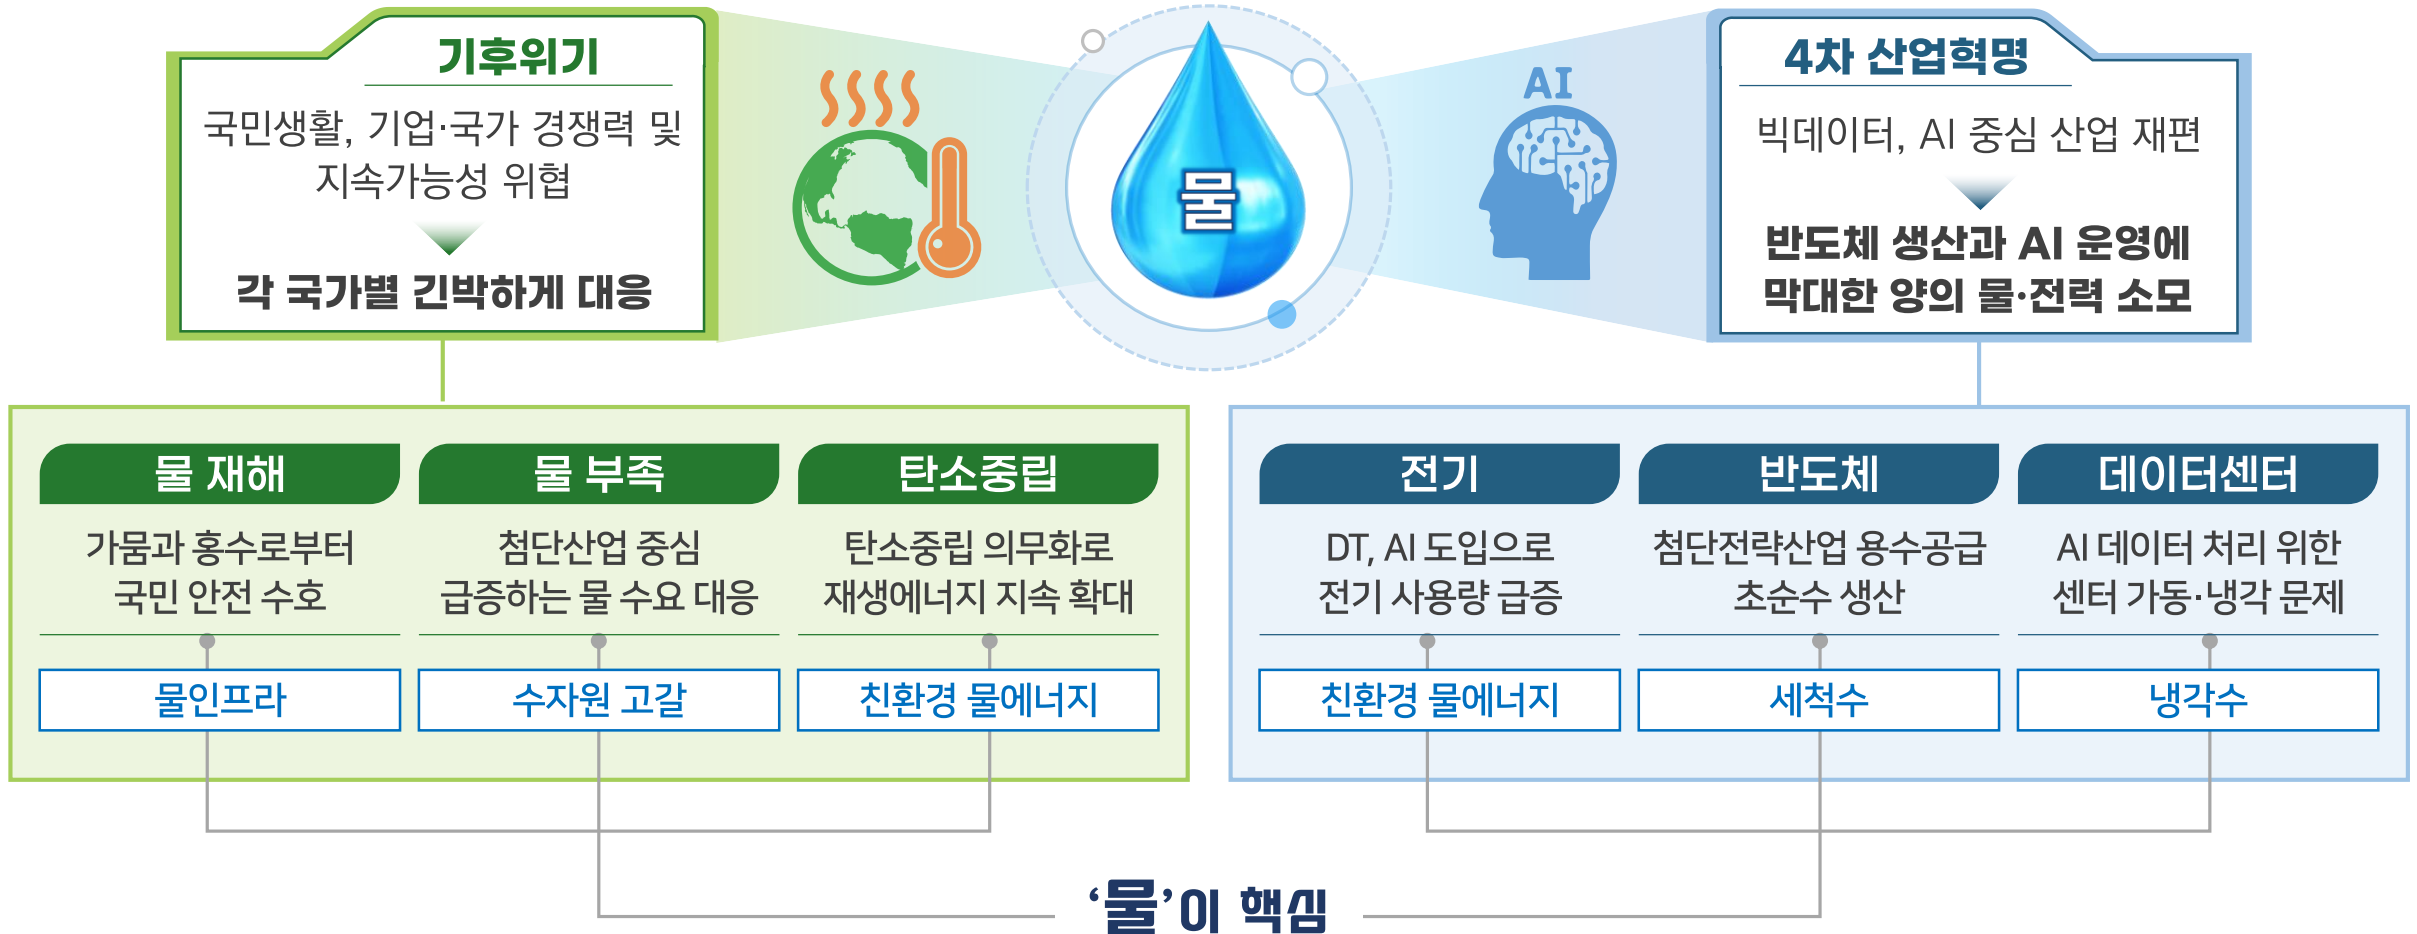 기후위기
국민생활, 기업·국가 경쟁력 및
지속가능성 위협
각 국가별 긴박하게 대응
물
AI
4차 산업혁명
빅데이터, AI 중심 산업 재편
반도체 생산과 AI 운영에
막대한 양의 물·전력 소모
물 재해
가뭄과 홍수로부터
국민 안전 수호
물인프라
물 부족
첨단산업 중심
급증하는 물 수요 대응
수자원 고갈
탄소중립
탄소중립 의무화로
재생에너지 지속 확대
친환경 물에너지
전기
DT, AI 도입으로
전기 사용량 급증
친환경 물에너지
반도체
첨단전략산업 용수공급
초순수 생산
세척수
데이터센터
AI 데이터 처리 위한
센터 가동·냉각 문제
냉각수
‘물’이 핵심